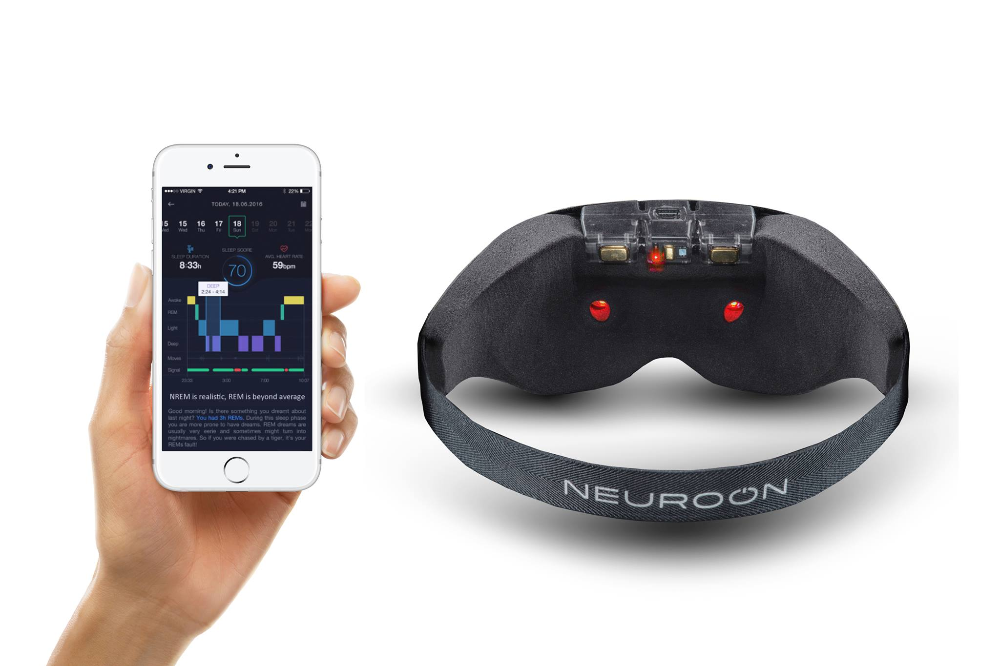 VIRGIN 4:21 PM 22%
TODAY, 18.06.2016
15 15 16 17 18 19 20 21 22
Wed Wed Thu Fri Sun Sat Mon Tue Mo
SLEEP DURATION SLEEP SCORE AVG. HEART RATE
8:33h 70 59bpm
DEEP
2:24 - 4:14
Awake
REM
Light
Deep
Moves
Signal
23:33 3:00 7:00 10:07
NREM is realistic, REM is beyond average
Good morning! Is there something you dreamt about
last night? You had 3h REMs. During this sleep phase
you are more prone to have dreams. REM dreams are
usually very eerie and sometimes might turn into
nightmares. So if you were chased by a tiger, it's your
REMs fault!
NEUROON